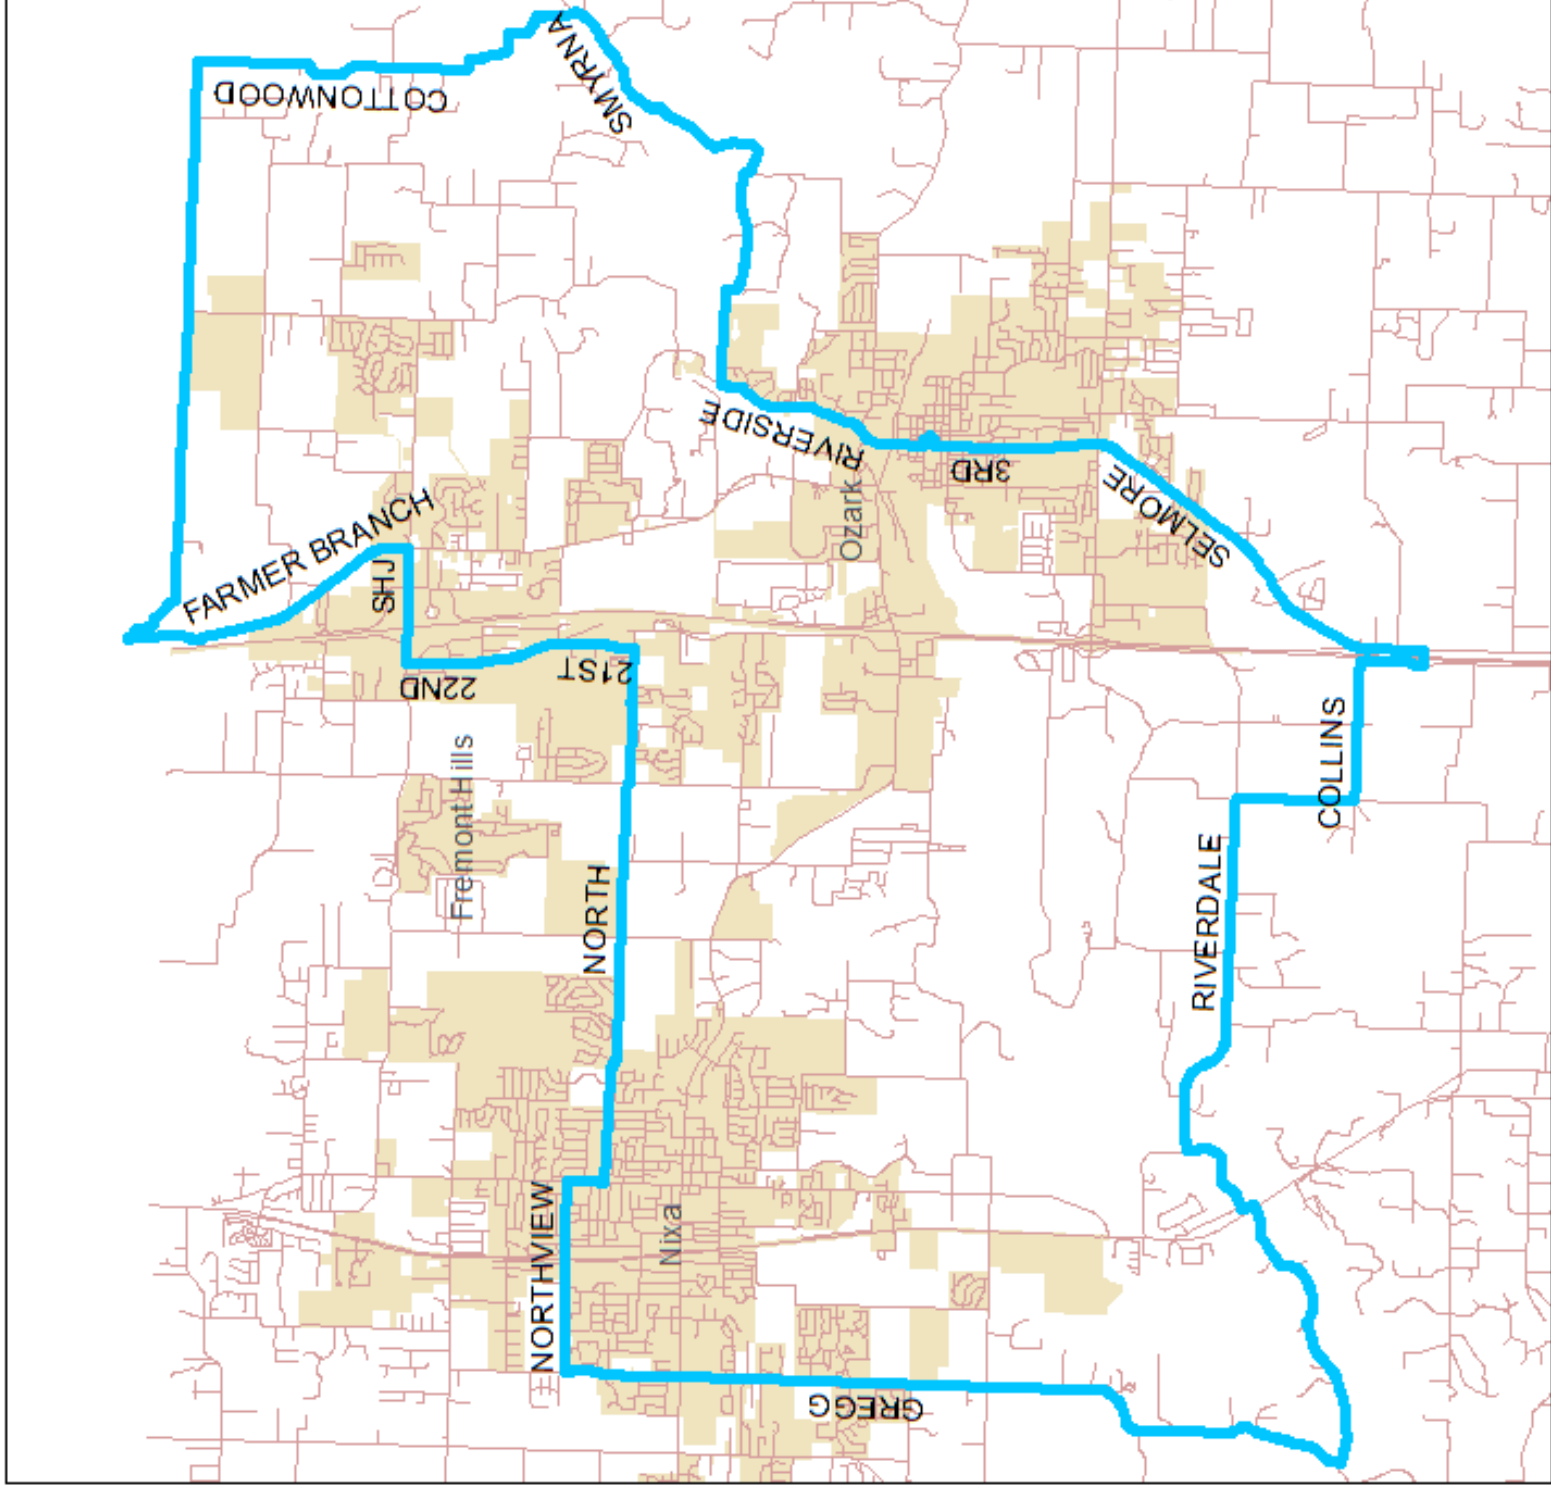 COTTONWOOD
SMYRNA
FARMER BRANCH
SHJ
22ND
21ST
RIVERSIDE
Ozark
3RD
SELMORE
Fremont Hills
NORTH
COLLINS
RIVERDALE
NORTHVIEW
Nixa
GREGG